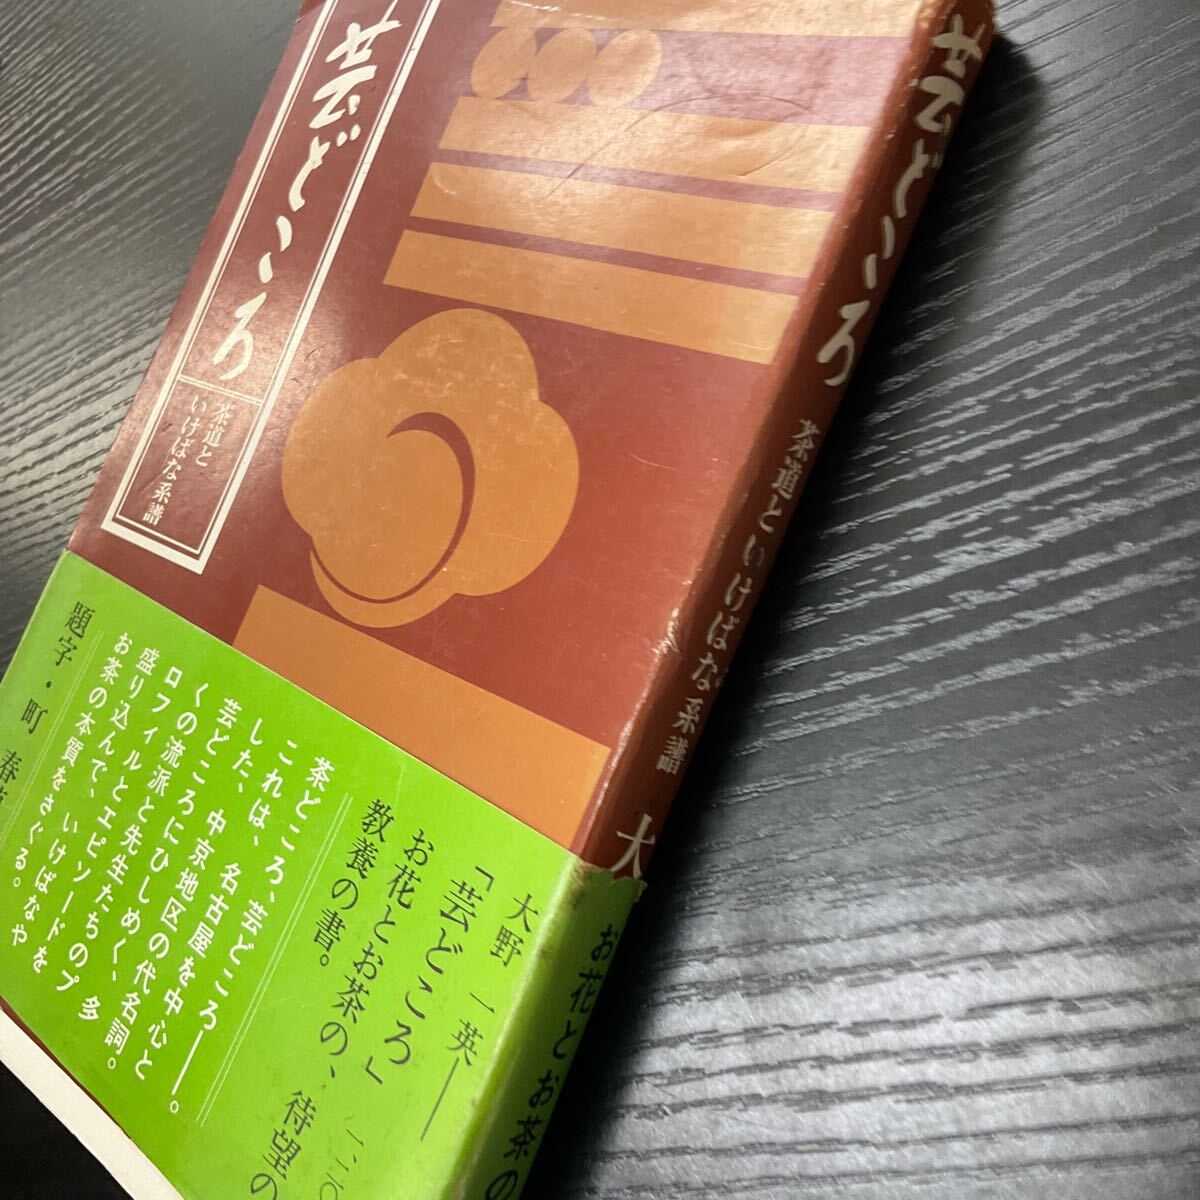 芸どころ
茶道と
いけばな系譜
芸どころ
茶道といけばな系譜
大
大野一英――
「芸どころ」
お花とお茶の、待望の
教養の書。
茶どころ、芸どころ――。
これは、名古屋を中心と
した、中京地区の代名詞。
芸どころにひしめく、多
くの流派と先生たちのプ
ロフィルとエピソードを
盛り込んで、いけばなや
お茶の本質をさぐる。
題字・町春
お花とお茶の